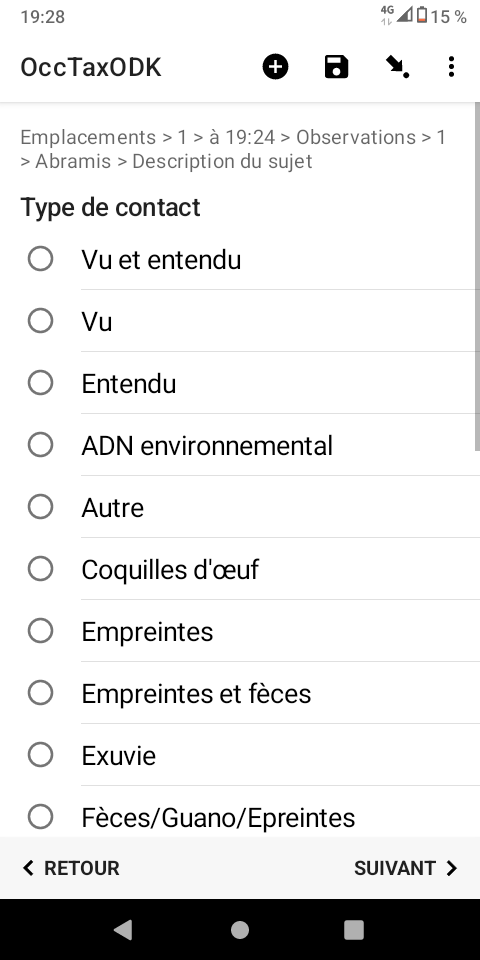 19:28
4G 15 %
OccTaxODK
Emplacements > 1 > à 19:24 > Observations > 1
> Abramis > Description du sujet
Type de contact
Vu et entendu
Vu
Entendu
ADN environnemental
Autre
Coquilles d'œuf
Empreintes
Empreintes et fèces
Exuvie
Fèces/Guano/Epreintes
RETOUR
SUIVANT